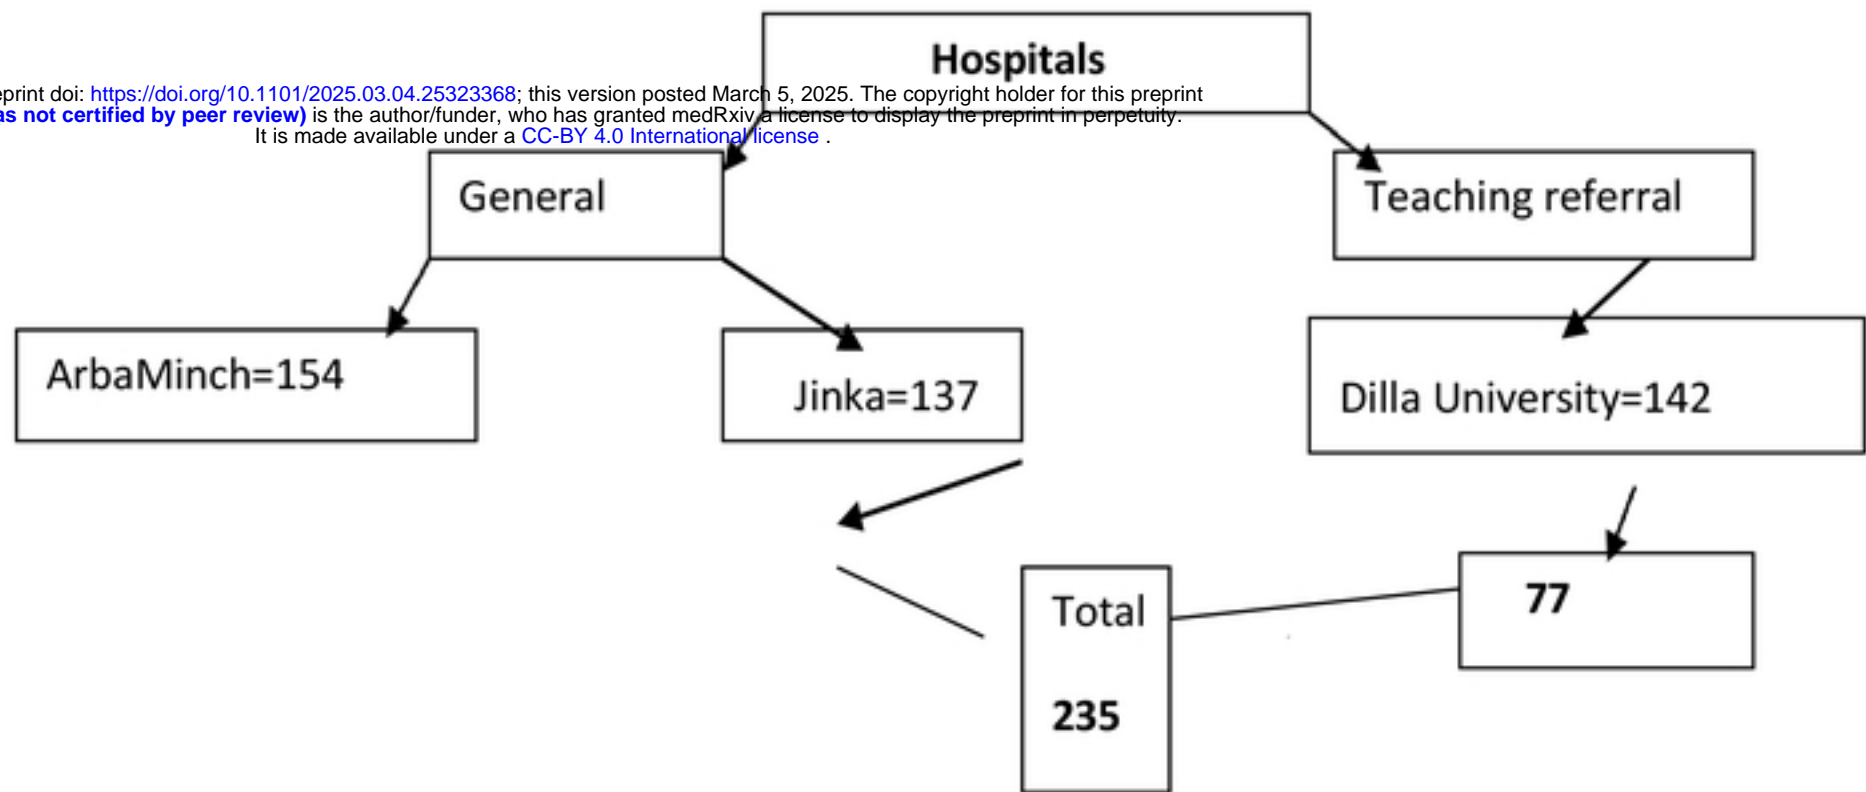 Hospitals
eprint doi: https://doi.org/10.1101/2025.03.04.25323368; this version posted March 5, 2025. The copyright holder for this preprint
as not certified by peer review) is the author/funder, who has granted medRxiv a license to display the preprint in perpetuity.
It is made available under a CC-BY 4.0 International license .
General
Teaching referral
ArbaMinch=154
Jinka=137
Dilla University=142
77
Total
235